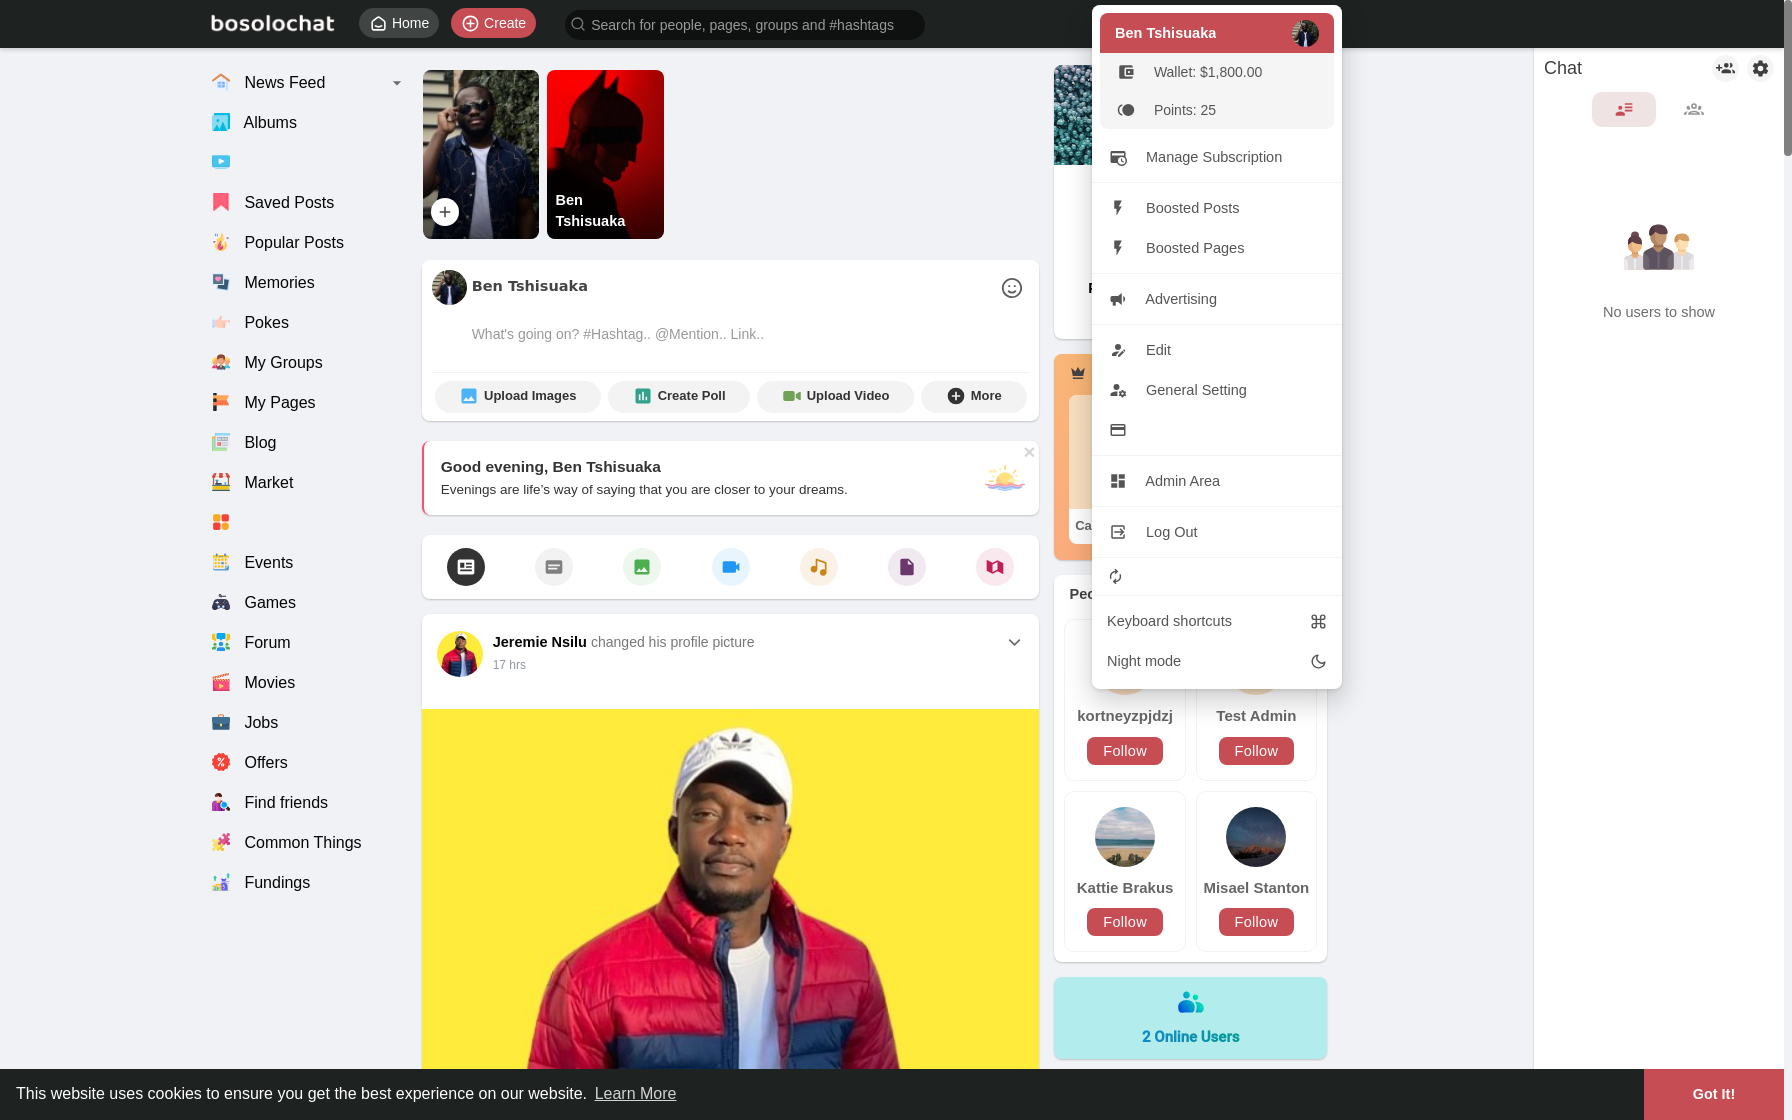 bosolochat
Home
Create
Search for people, pages, groups and #hashtags
News Feed
Albums
Saved Posts
Popular Posts
Memories
Pokes
My Groups
My Pages
Blog
Market
Events
Games
Forum
Movies
Jobs
Offers
Find friends
Common Things
Fundings
Ben
Tshisuaka
Ben Tshisuaka
What's going on? #Hashtag.. @Mention.. Link..
Upload Images
Create Poll
Upload Video
More
Good evening, Ben Tshisuaka
Evenings are life's way of saying that you are closer to your dreams.
Jeremie Nsilu changed his profile picture
17 hrs
Ben Tshisuaka
Wallet: $1,800.00
Points: 25
Manage Subscription
Boosted Posts
Boosted Pages
Advertising
Edit
General Setting
Admin Area
Log Out
Keyboard shortcuts
Night mode
kortneyzpjdzj
Follow
Test Admin
Follow
Kattie Brakus
Follow
Misael Stanton
Follow
2 Online Users
Chat
No users to show
This website uses cookies to ensure you get the best experience on our website. Learn More
Got It!